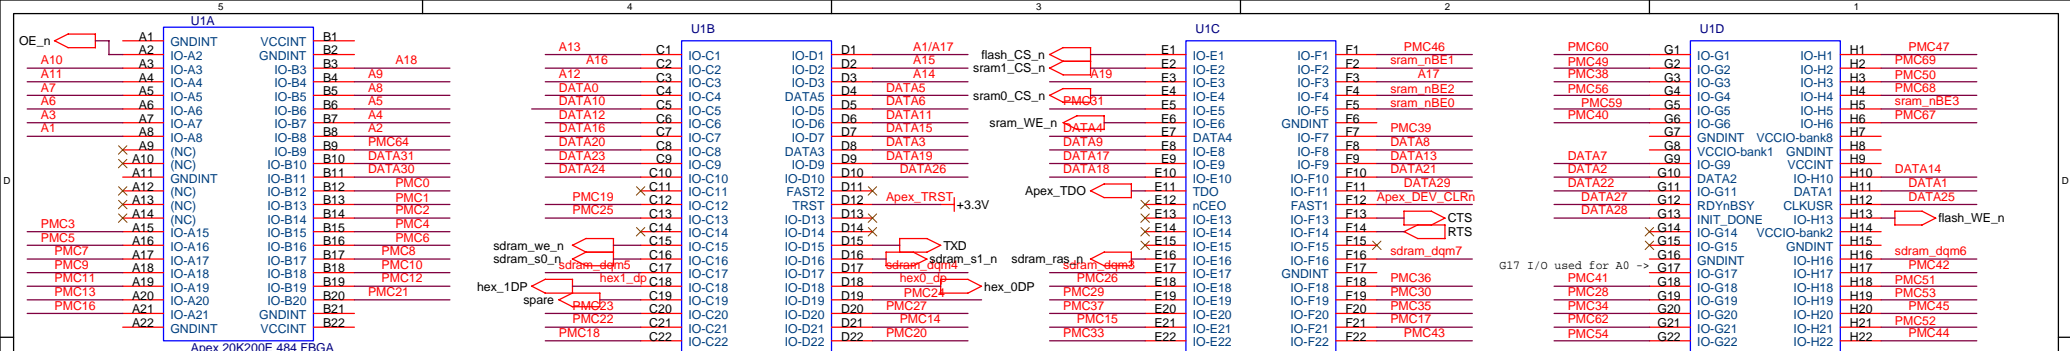 5 4 3 2 1
D D
U1A
OE_n A1 GNDINT VCCINT B1
A2 IO-A2 GNDINT B2
A10 A3 IO-A3 IO-B3 B3 A18
A11 A4 IO-A4 IO-B4 B4 A9
A7 A5 IO-A5 IO-B5 B5 A8
A6 A6 IO-A6 IO-B6 B6 A5
A3 A7 IO-A7 IO-B7 B7 A4
A1 A8 IO-A8 IO-B8 B8 A2
A9 (NC) IO-B9 B9 PMC64
A10 (NC) IO-B10 B10 DATA31
A11 GNDINT IO-B11 B11 DATA30
A12 (NC) IO-B12 B12 PMC0
A13 (NC) IO-B13 B13 PMC1
A14 (NC) IO-B14 B14 PMC2
PMC3 A15 IO-A15 IO-B15 B15 PMC4
PMC5 A16 IO-A16 IO-B16 B16 PMC6
PMC7 A17 IO-A17 IO-B17 B17 PMC8
PMC9 A18 IO-A18 IO-B18 B18 PMC10
PMC11 A19 IO-A19 IO-B19 B19 PMC12
PMC13 A20 IO-A20 IO-B20 B20 PMC21
PMC16 A21 IO-A21 GNDINT B21
A22 GNDINT VCCINT B22
Apex 20K200E 484 FBGA
U1B
A13 C1 IO-C1 IO-D1 D1 A1/A17
A16 C2 IO-C2 IO-D2 D2 A15
A12 C3 IO-C3 IO-D3 D3 A14
DATA0 C4 IO-C4 DATA5 D4 DATA5
DATA10 C5 IO-C5 IO-D5 D5 DATA6
DATA12 C6 IO-C6 IO-D6 D6 DATA11
DATA16 C7 IO-C7 IO-D7 D7 DATA15
DATA20 C8 IO-C8 DATA3 D8 DATA3
DATA23 C9 IO-C9 IO-D9 D9 DATA19
DATA24 C10 IO-C10 IO-D10 D10 DATA26
C11 IO-C11 FAST2 D11
PMC19 C12 IO-C12 TRST D12 Apex_TRST +3.3V
PMC25 C13 IO-C13 IO-D13 D13
C14 IO-C14 IO-D14 D14
sdram_we_n C15 IO-C15 IO-D15 D15 TXD
sdram_s0_n C16 IO-C16 IO-D16 D16 sdram_s1_n
sdram_dqm5 C17 IO-C17 IO-D17 D17 sdram_dqm4
hex_1DP hex1_dp C18 IO-C18 IO-D18 D18 hex0_dp hex_0DP
spare C19 IO-C19 IO-D19 D19 PMC24
PMC23 C20 IO-C20 IO-D20 D20 PMC27
PMC22 C21 IO-C21 IO-D21 D21 PMC14
PMC18 C22 IO-C22 IO-D22 D22 PMC20
U1C
flash_CS_n E1 IO-E1 IO-F1 F1 PMC46
sram1_CS_n E2 IO-E2 IO-F2 F2 sram_nBE1
A19 E3 IO-E3 IO-F3 F3 A17
sram0_CS_n E4 IO-E4 IO-F4 F4 sram_nBE2
PMC31 E5 IO-E5 IO-F5 F5 sram_nBE0
sram_WE_n E6 IO-E6 GNDINT F6
DATA4 E7 DATA4 IO-F7 F7 PMC39
DATA9 E8 IO-E8 IO-F8 F8 DATA8
DATA17 E9 IO-E9 IO-F9 F9 DATA13
DATA18 E10 IO-E10 IO-F10 F10 DATA21
Apex_TDO E11 TDO IO-F11 F11 DATA29
E12 nCEO FAST1 F12 Apex_DEV_CLRn
E13 IO-E13 IO-F13 F13 CTS
E14 IO-E14 IO-F14 F14 RTS
E15 IO-E15 IO-F15 F15
sdram_ras_n E16 IO-E16 IO-F16 F16 sdram_dqm7
sdram_dqm3 E17 IO-E17 GNDINT F17
PMC26 E18 IO-E18 IO-F18 F18 PMC36
PMC29 E19 IO-E19 IO-F19 F19 PMC30
PMC37 E20 IO-E20 IO-F20 F20 PMC35
PMC15 E21 IO-E21 IO-F21 F21 PMC17
PMC33 E22 IO-E22 IO-F22 F22 PMC43
U1D
PMC60 G1 IO-G1 IO-H1 H1 PMC47
PMC49 G2 IO-G2 IO-H2 H2 PMC69
PMC38 G3 IO-G3 IO-H3 H3 PMC50
PMC56 G4 IO-G4 IO-H4 H4 PMC68
PMC59 G5 IO-G5 IO-H5 H5 sram_nBE3
PMC40 G6 IO-G6 IO-H6 H6 PMC67
G7 GNDINT VCCIO-bank8 H7
G8 VCCIO-bank1 GNDINT H8
DATA7 G9 IO-G9 VCCINT H9
DATA2 G10 DATA2 IO-H10 H10 DATA14
DATA22 G11 IO-G11 DATA1 H11 DATA1
DATA27 G12 RDYnBSY CLKUSR H12 DATA25
DATA28 G13 INIT_DONE IO-H13 H13 flash_WE_n
G14 IO-G14 VCCIO-bank2 H14
G15 IO-G15 GNDINT H15
G16 GNDINT IO-H16 H16 sdram_dqm6
G17 I/O used for A0 -> G17 IO-G17 IO-H17 H17 PMC42
PMC41 G18 IO-G18 IO-H18 H18 PMC51
PMC28 G19 IO-G19 IO-H19 H19 PMC53
PMC34 G20 IO-G20 IO-H20 H20 PMC45
PMC62 G21 IO-G21 IO-H21 H21 PMC52
PMC54 G22 IO-G22 IO-H22 H22 PMC44